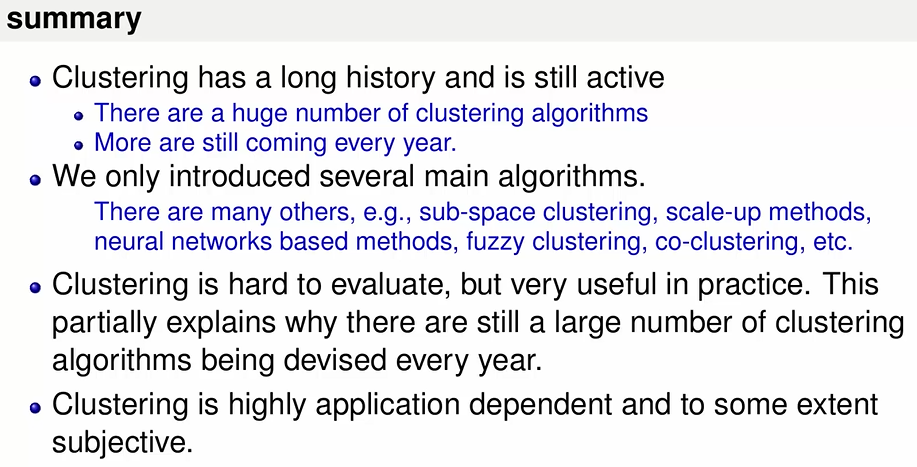 summary
Clustering has a long history and is still active
There are a huge number of clustering algorithms
More are still coming every year.
We only introduced several main algorithms.
There are many others, e.g., sub-space clustering, scale-up methods,
neural networks based methods, fuzzy clustering, co-clustering, etc.
Clustering is hard to evaluate, but very useful in practice. This
partially explains why there are still a large number of clustering
algorithms being devised every year.
Clustering is highly application dependent and to some extent
subjective.